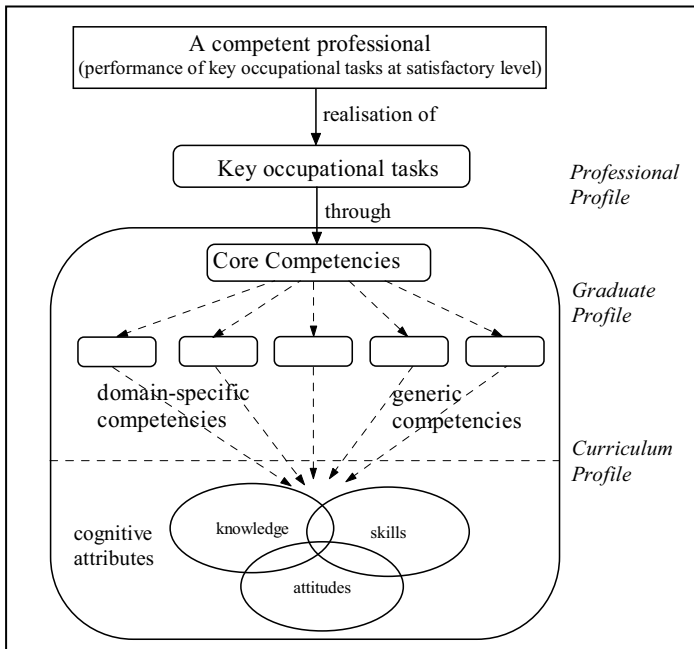 A competent professional
(performance of key occupational tasks at satisfactory level)
realisation of
Key occupational tasks
Professional
Profile
through
Core Competencies
Graduate
Profile
domain-specific
competencies
generic
competencies
Curriculum
Profile
cognitive
attributes
knowledge
skills
attitudes